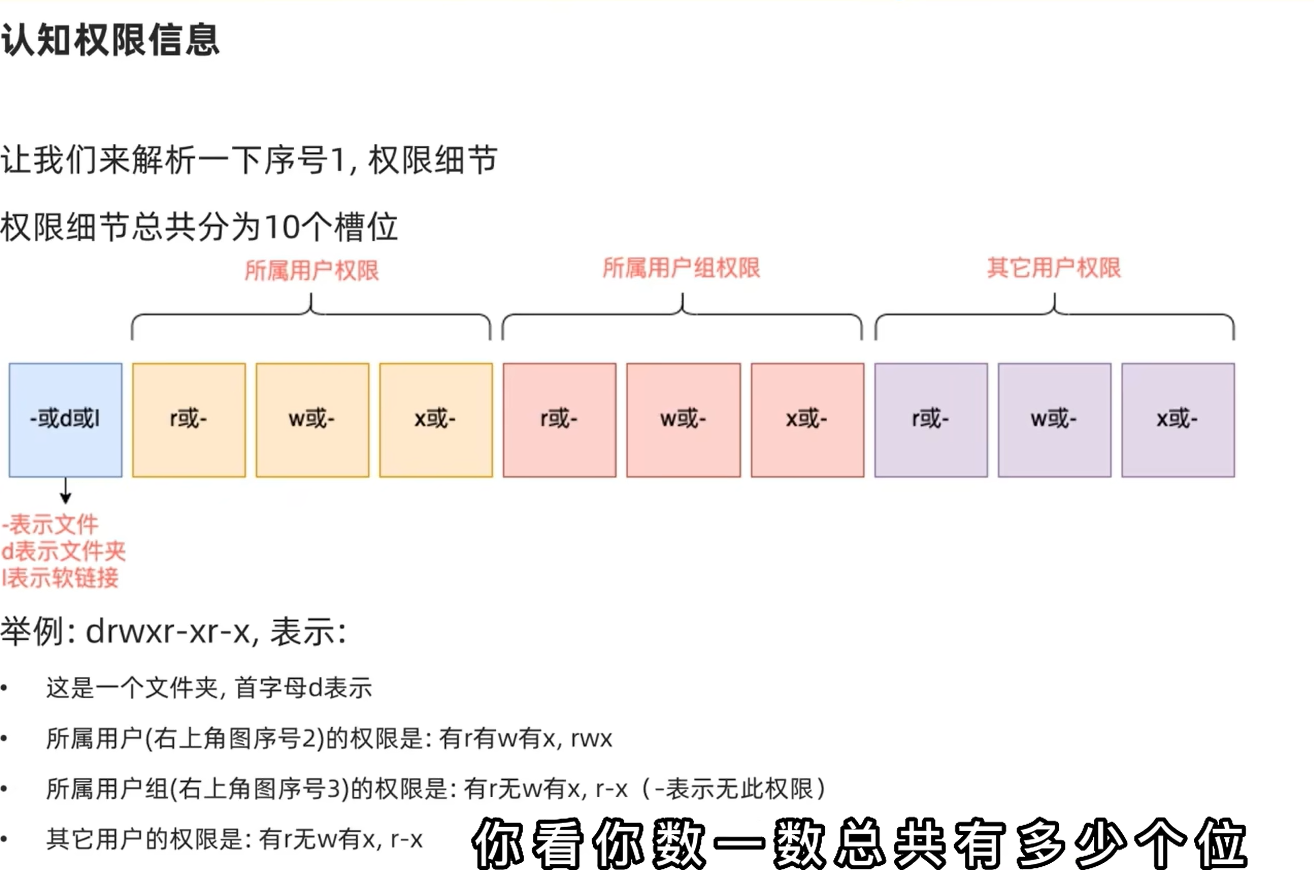 认知权限信息
让我们来解析一下序号1, 权限细节
权限细节总共分为10个槽位
所属用户权限 所属用户组权限 其它用户权限
-或d或l r或- w或- x或- r或- w或- x或- r或- w或- x或-
-表示文件
d表示文件夹
l表示软链接
举例: drwxr-xr-x, 表示:
• 这是一个文件夹, 首字母d表示
• 所属用户(右上角图序号2)的权限是: 有r有w有x, rwx
• 所属用户组(右上角图序号3)的权限是: 有r无w有x, r-x（-表示无此权限）
• 其它用户的权限是: 有r无w有x, r-x
你看你数一数总共有多少个位